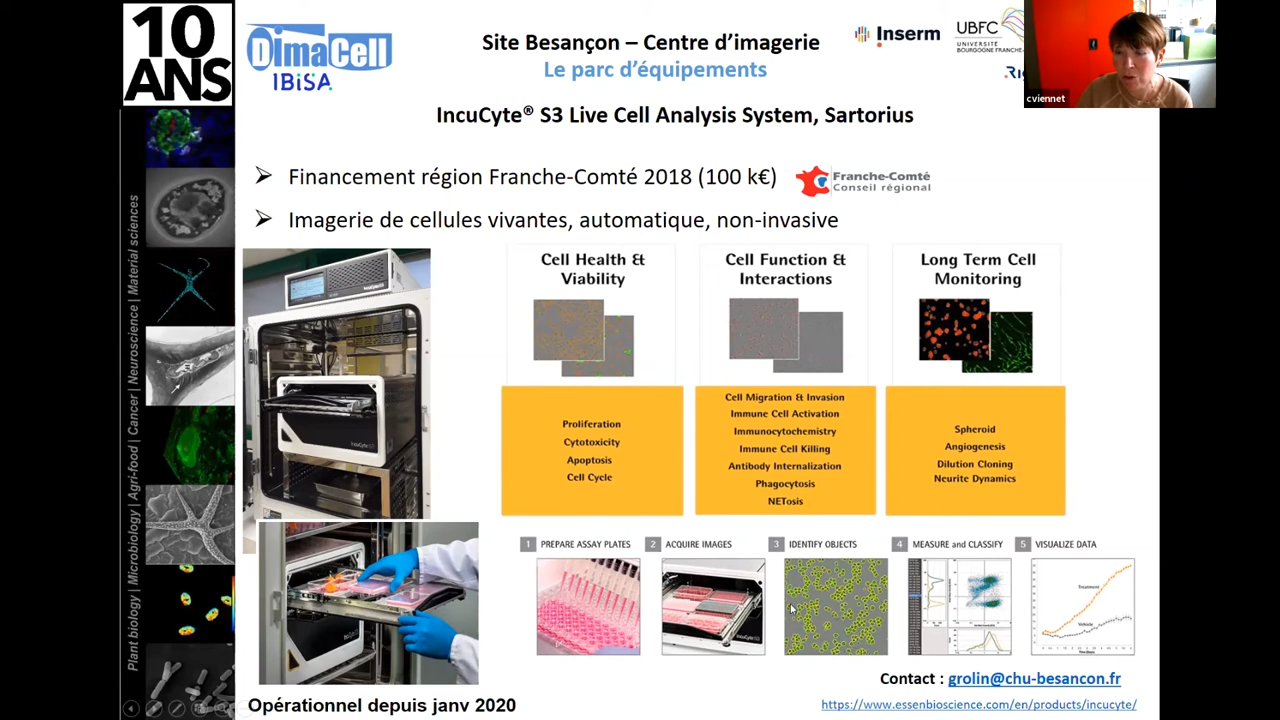 10
ANS
DimaCell
IBiSA
Site Besançon – Centre d’imagerie
Le parc d’équipements
Inserm
UBFC
UNIVERSITÉ
BOURGOGNE FRANCHE-
cviennet
IncuCyte® S3 Live Cell Analysis System, Sartorius
➢ Financement région Franche-Comté 2018 (100 k€)
Franche-Comté
Conseil régional
➢ Imagerie de cellules vivantes, automatique, non-invasive
Plant biology | Microbiology | Agri-food | Cancer | Neuroscience | Material sciences
Cell Health &
Viability
Proliferation
Cytotoxicity
Apoptosis
Cell Cycle
Cell Function &
Interactions
Cell Migration & Invasion
Immune Cell Activation
Immunocytochemistry
Immune Cell Killing
Antibody Internalization
Phagocytosis
NETosis
Long Term Cell
Monitoring
Spheroid
Angiogenesis
Dilution Cloning
Neurite Dynamics
1 PREPARE ASSAY PLATES
2 ACQUIRE IMAGES
3 IDENTIFY OBJECTS
4 MEASURE and CLASSIFY
5 VISUALIZE DATA
Treatment
Vehicle
Contact : grolin@chu-besancon.fr
Opérationnel depuis janv 2020
https://www.essenbioscience.com/en/products/incucyte/